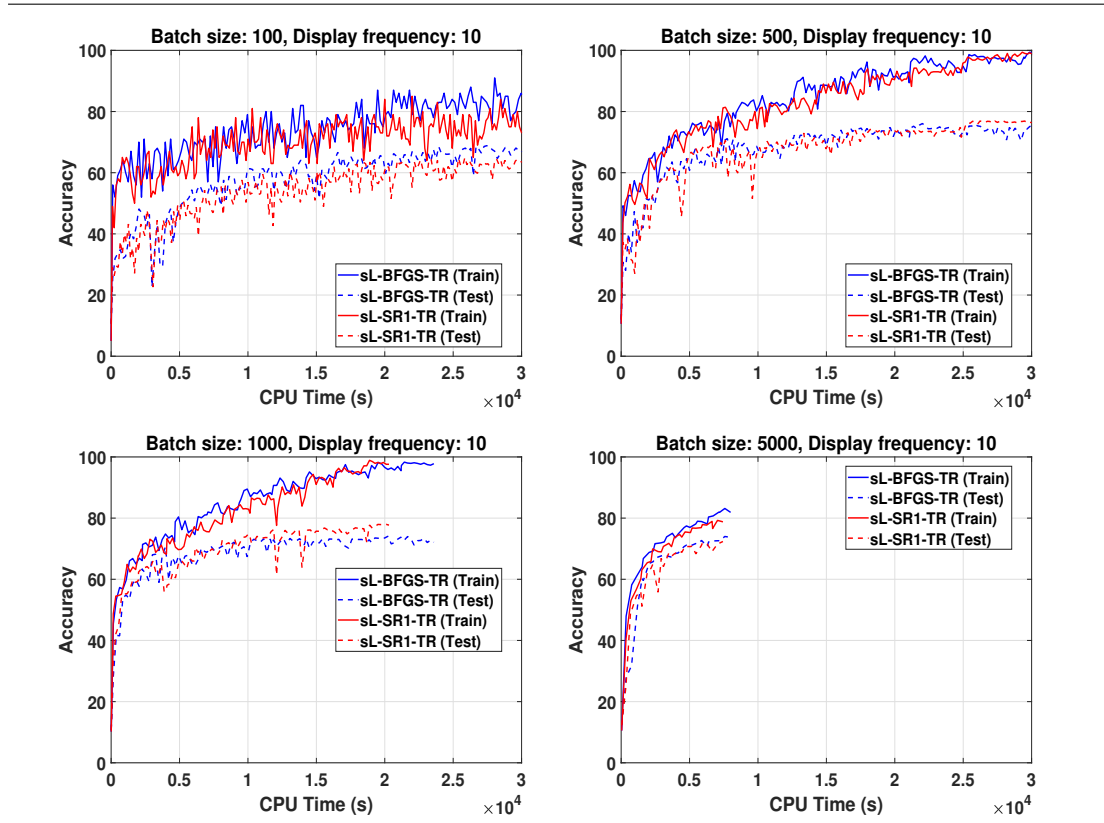 Batch size: 100, Display frequency: 10
Accuracy
100
80
60
40
20
0
sL-BFGS-TR (Train)
sL-BFGS-TR (Test)
sL-SR1-TR (Train)
sL-SR1-TR (Test)
0 0.5 1 1.5 2 2.5 3
CPU Time (s)
×10^4
Batch size: 500, Display frequency: 10
Accuracy
100
80
60
40
20
0
sL-BFGS-TR (Train)
sL-BFGS-TR (Test)
sL-SR1-TR (Train)
sL-SR1-TR (Test)
0 0.5 1 1.5 2 2.5 3
CPU Time (s)
×10^4
Batch size: 1000, Display frequency: 10
Accuracy
100
80
60
40
20
0
sL-BFGS-TR (Train)
sL-BFGS-TR (Test)
sL-SR1-TR (Train)
sL-SR1-TR (Test)
0 0.5 1 1.5 2 2.5 3
CPU Time (s)
×10^4
Batch size: 5000, Display frequency: 10
Accuracy
100
80
60
40
20
0
sL-BFGS-TR (Train)
sL-BFGS-TR (Test)
sL-SR1-TR (Train)
sL-SR1-TR (Test)
0 0.5 1 1.5 2 2.5 3
CPU Time (s)
×10^4